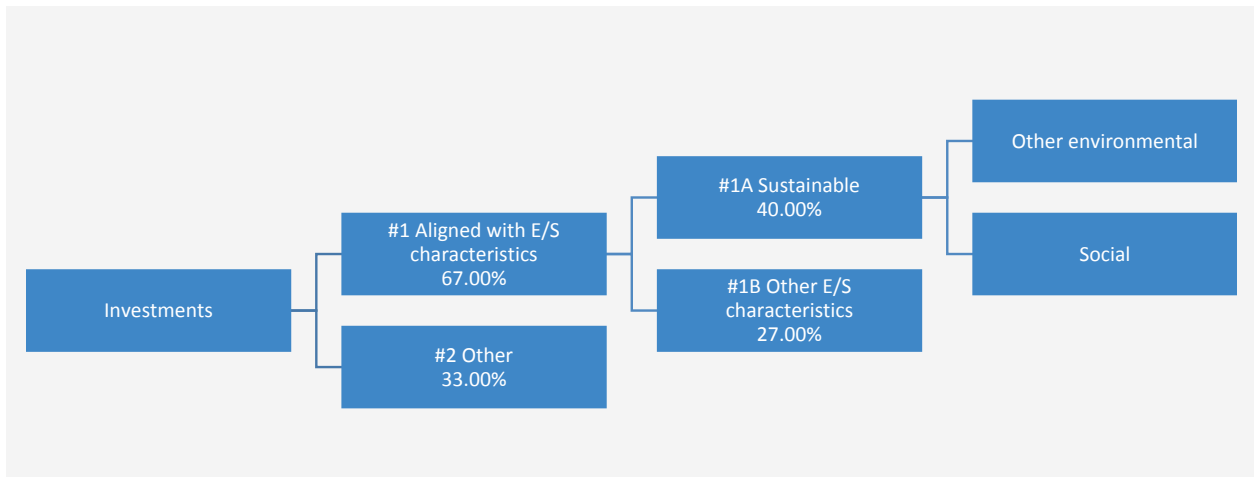 Investments
#1 Aligned with E/S
characteristics
67.00%
#2 Other
33.00%
#1A Sustainable
40.00%
#1B Other E/S
characteristics
27.00%
Other environmental
Social